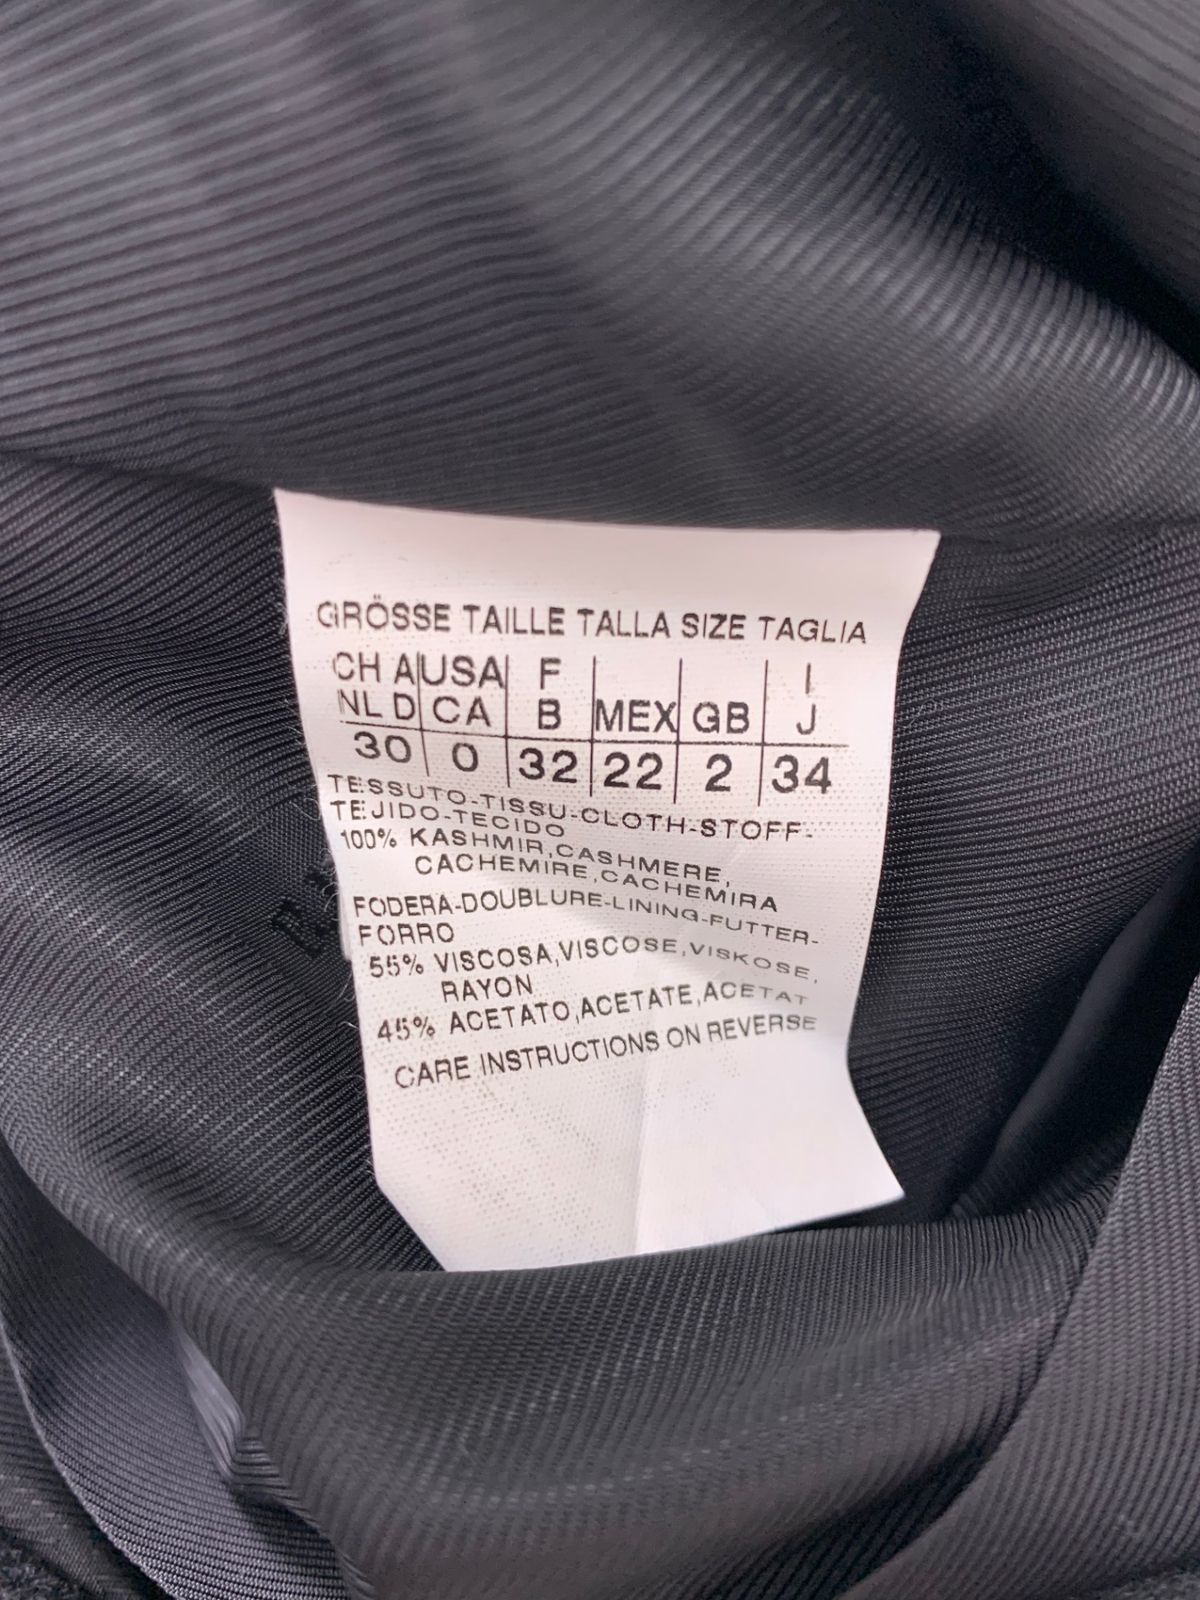 GRÖSSE TAILLE TALLA SIZE TAGLIA
CH A USA F I
NL D CA B MEX GB J
30 0 32 22 2 34
TESSUTO-TISSU-CLOTH-STOFF-
TEJIDO-TECIDO
100% KASHMIR,CASHMERE,
CACHEMIRE,CACHEMIRA
FODERA-DOUBLURE-LINING-FUTTER-
FORRO
55% VISCOSA,VISCOSE,VISKOSE,
RAYON
45% ACETATO,ACETATE,ACETAT
CARE INSTRUCTIONS ON REVERSE